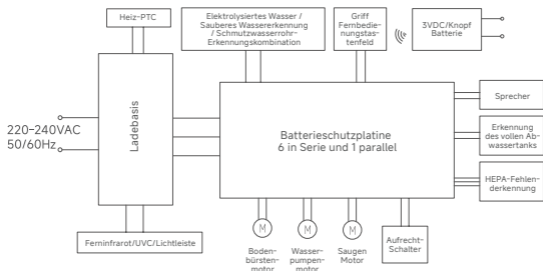 Heiz-PTC
Elektrolysiertes Wasser /
Sauberes Wassererkennung
/ Schmutzwasserrohr-
Erkennungskombination
Griff
Fernbedie-
nungstas-
tenfeld
3VDC/Knopf
Batterie
220-240VAC
50/60Hz
Ladebasis
Batterieschutzplatine
6 in Serie und 1 parallel
Sprecher
Erkennung
des vollen Ab-
wassertanks
HEPA-Fehlen-
derkennung
Ferninfrarot/UVC/Lichtleiste
M
M
M
Boden-
bürsten-
motor
Wasser-
pumpen-
motor
Saugen
Motor
Aufrecht-
Schalter